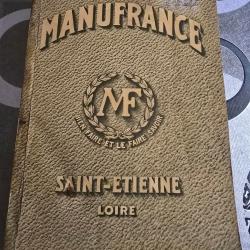 MANUFRANCE
MF
BIEN FAIRE ET LE FAIRE SAVOIR
SAINT-ETIENNE
LOIRE